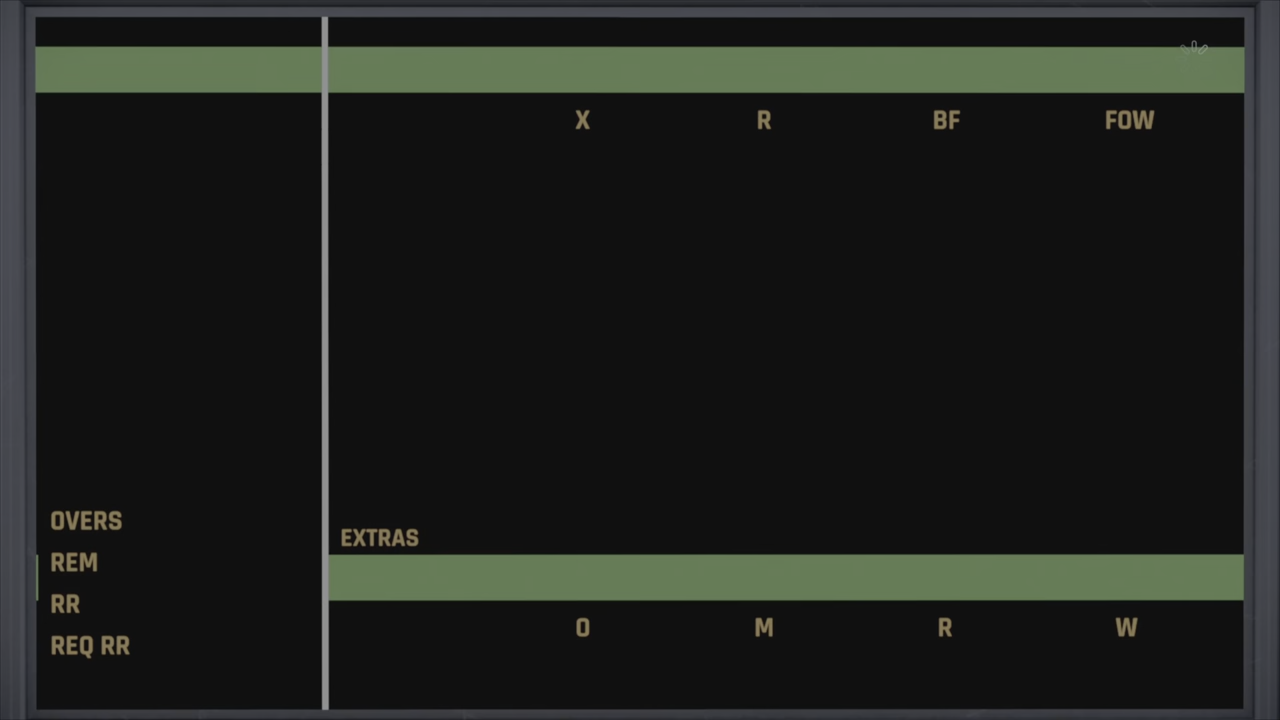 X R BF FOW
OVERS
REM
RR
REQ RR
EXTRAS
O M R W